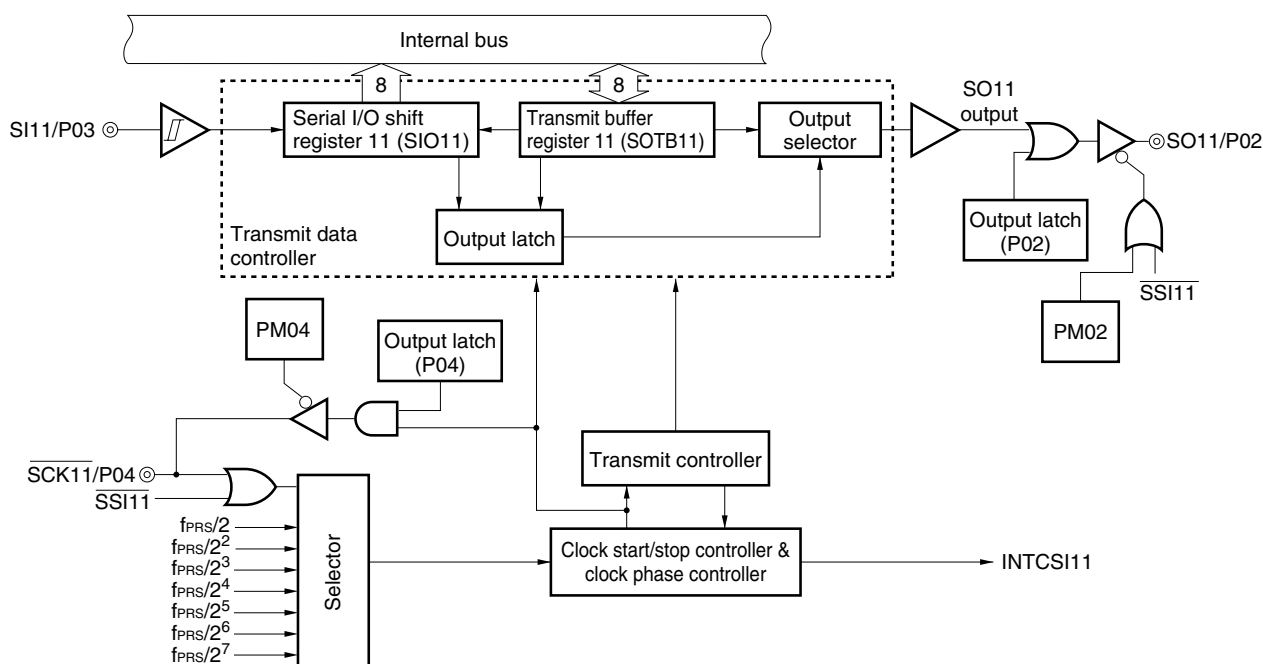 Internal bus
8
8
SI11/P03
Serial I/O shift
register 11 (SIO11)
Transmit buffer
register 11 (SOTB11)
Output
selector
SO11
output
SO11/P02
Output latch
Transmit data
controller
Output latch
(P02)
SSI11
PM02
PM04
Output latch
(P04)
SCK11/P04
SSI11
Transmit controller
Selector
fPRS/2
fPRS/2²
fPRS/2³
fPRS/2⁴
fPRS/2⁵
fPRS/2⁶
fPRS/2⁷
Clock start/stop controller &
clock phase controller
INTCSI11